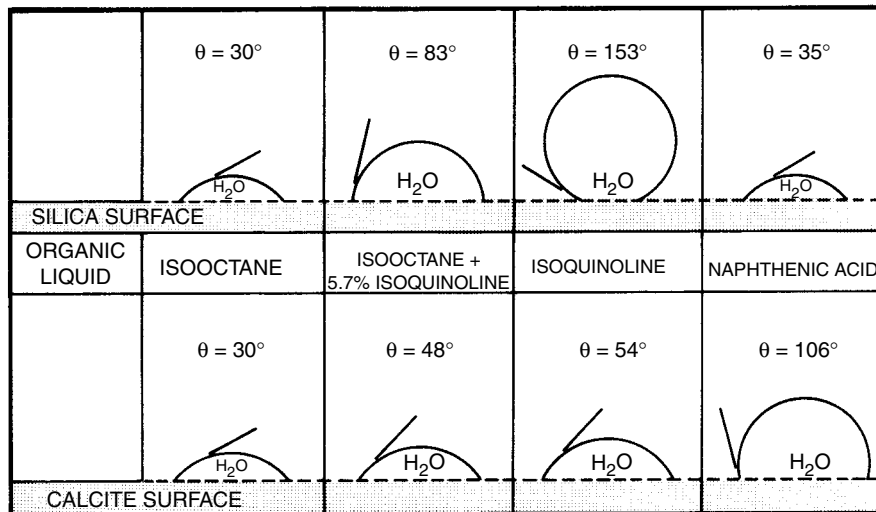 θ = 30° θ = 83° θ = 153° θ = 35°
H₂O H₂O H₂O H₂O
SILICA SURFACE
ORGANIC LIQUID
ISOOCTANE
ISOOCTANE +
5.7% ISOQUINOLINE
ISOQUINOLINE
NAPHTHENIC ACID
θ = 30° θ = 48° θ = 54° θ = 106°
H₂O H₂O H₂O H₂O
CALCITE SURFACE